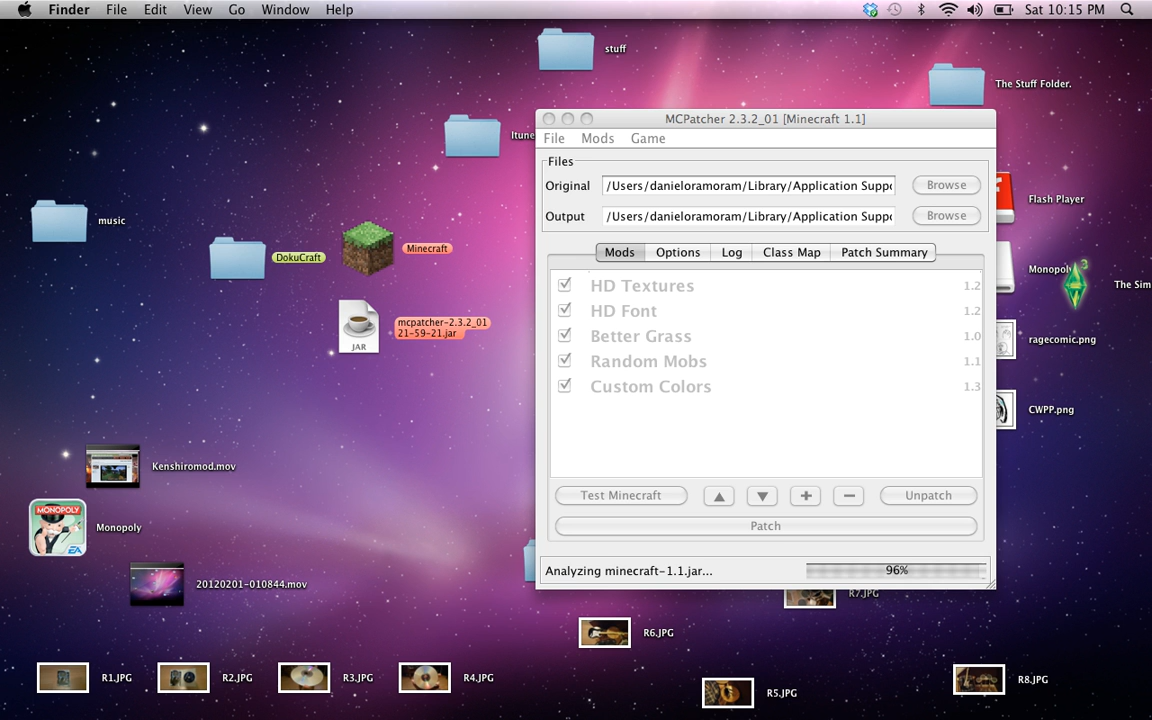 Finder File Edit View Go Window Help Sat 10:15 PM
stuff
The Stuff Folder.
MCPatcher 2.3.2_01 [Minecraft 1.1]
File Mods Game
Files
Original /Users/danieloramoram/Library/Application Browse
Output /Users/danieloramoram/Library/Application Browse
Mods Options Log Class Map Patch Summary
HD Textures 1.2
HD Font 1.2
Better Grass 1.0
Random Mobs 1.1
Custom Colors 1.3
Test Minecraft Unpatch
Patch
Analyzing minecraft-1.1.jar... 96%
music
DokuCraft
Minecraft
mcpatcher-2.3.2_01
21-59-21.jar
JAR
Flash Player
3
ragecomic.png
CWPP.png
Kenshiromod.mov
MONOPOLY
EA
Monopoly
20120201-010844.mov
R7.JPG
R6.JPG
R1.JPG
R2.JPG
R3.JPG
R4.JPG
R5.JPG
R8.JPG